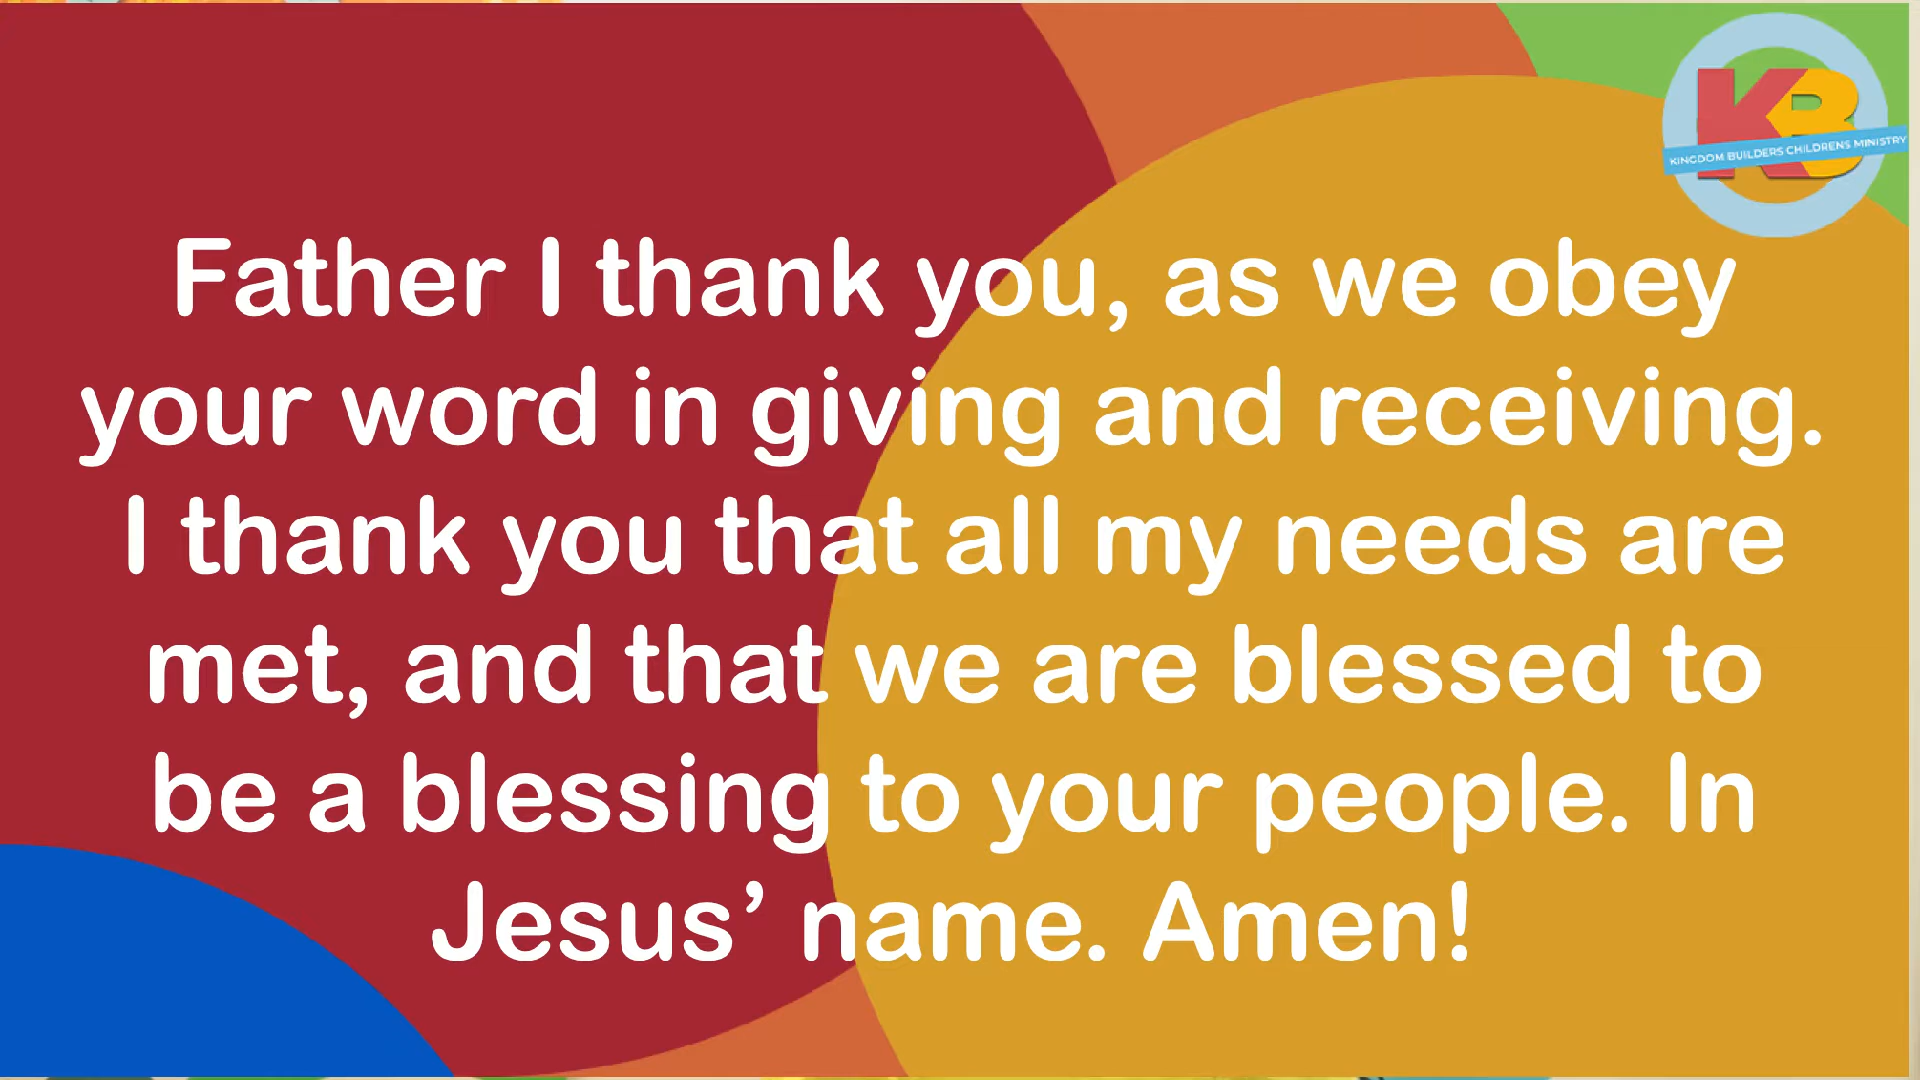 KB
KINGDOM BUILDERS CHILDRENS MINISTRY
Father I thank you, as we obey
your word in giving and receiving.
I thank you that all my needs are
met, and that we are blessed to
be a blessing to your people. In
Jesus’ name. Amen!